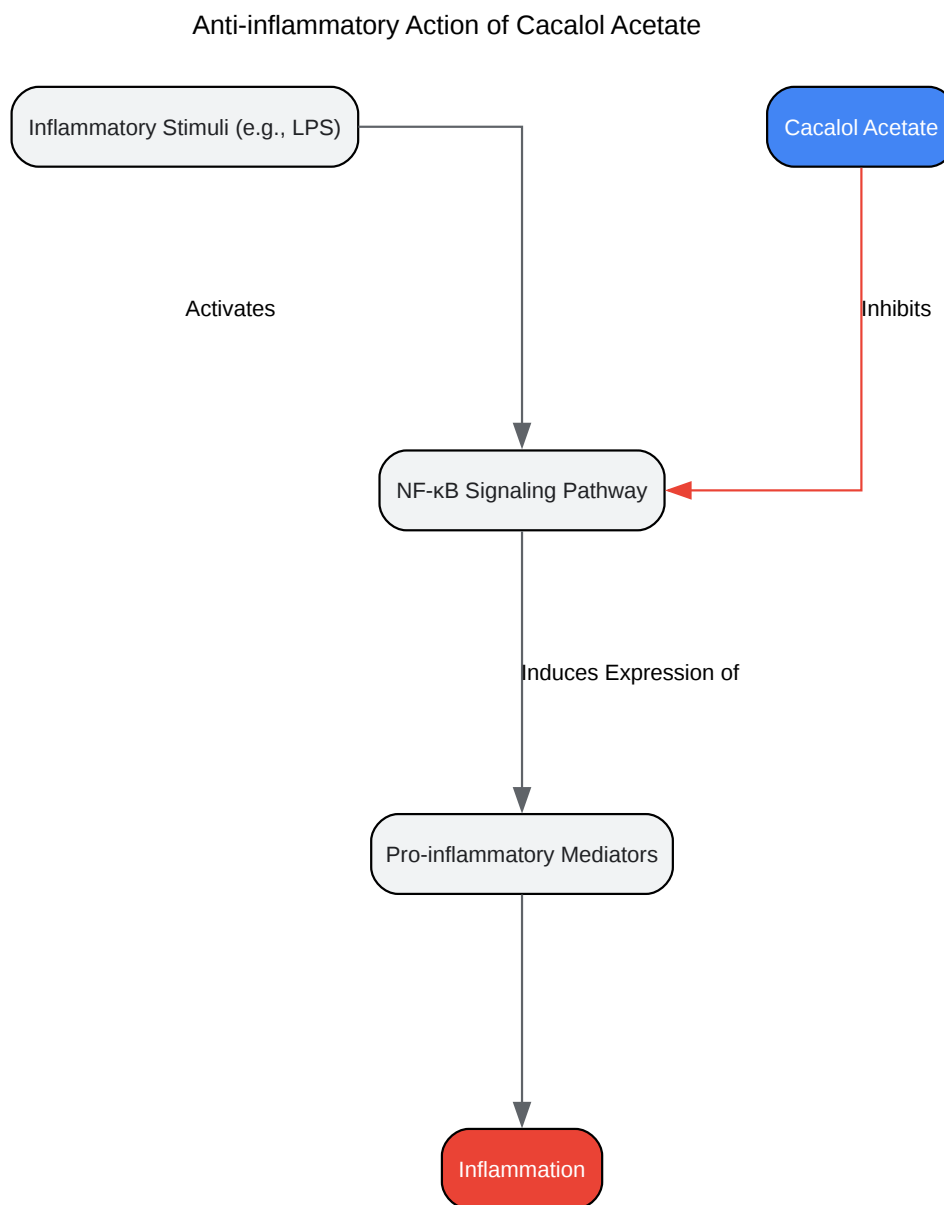 Anti-inflammatory Action of Cacalol Acetate
Inflammatory Stimuli (e.g., LPS)
Cacalol Acetate
Activates
Inhibits
NF-κB Signaling Pathway
Induces Expression of
Pro-inflammatory Mediators
Inflammation